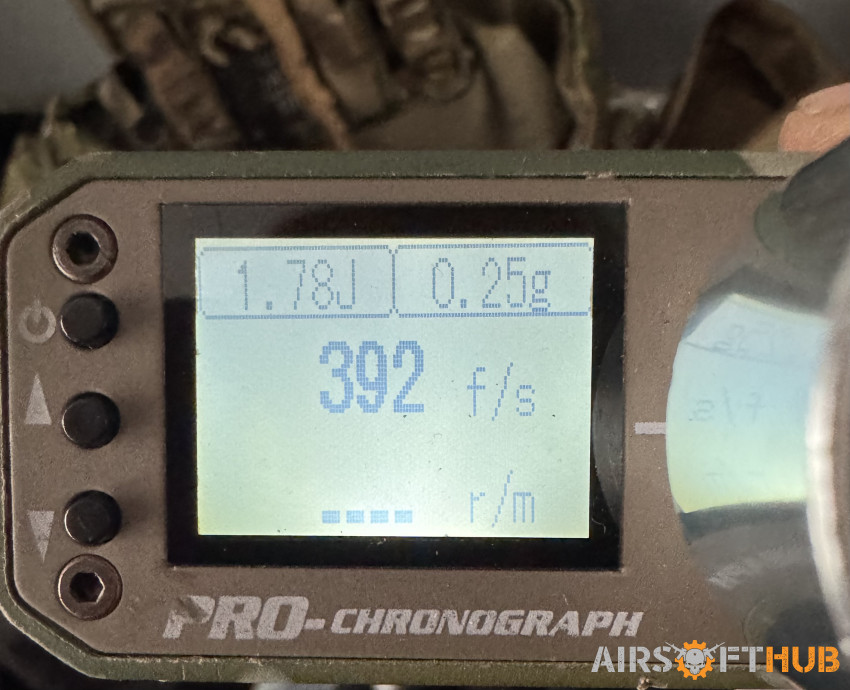 1.78J 0.25g
392 f/s
---- r/m
PRO-CHRONOGRAPH
AIRSOFTHUB